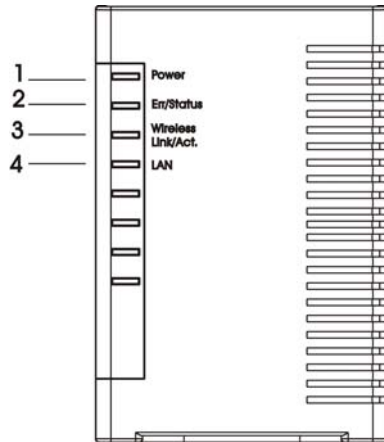 1 Power
2 Err/Status
3 Wireless
Link/Act.
4 LAN